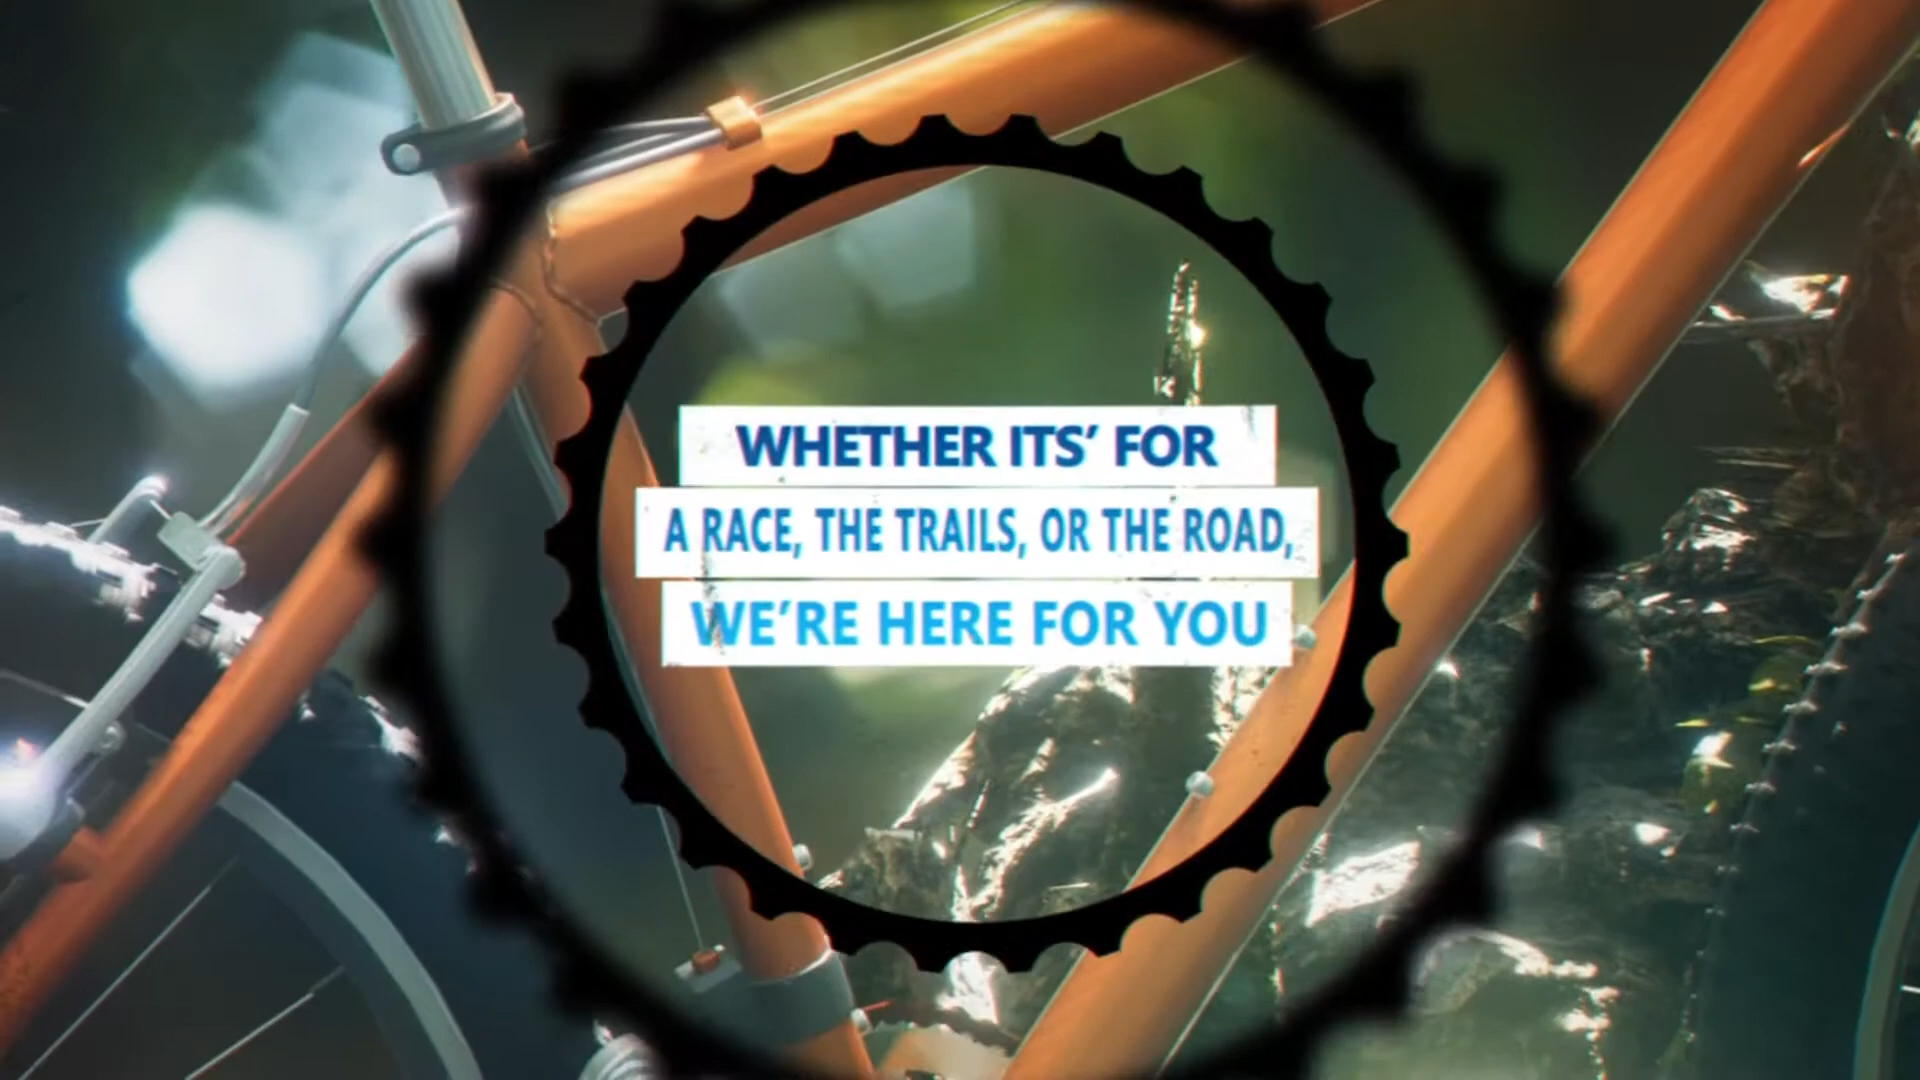 WHETHER ITS’ FOR
A RACE, THE TRAILS, OR THE ROAD,
WE’RE HERE FOR YOU